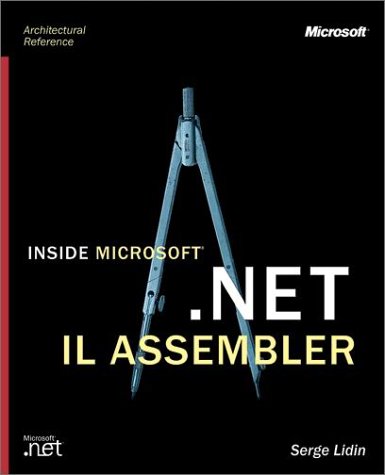 Architectural
Reference
Microsoft®
INSIDE MICROSOFT®
.NET
IL ASSEMBLER
Microsoft
.net
Serge Lidin